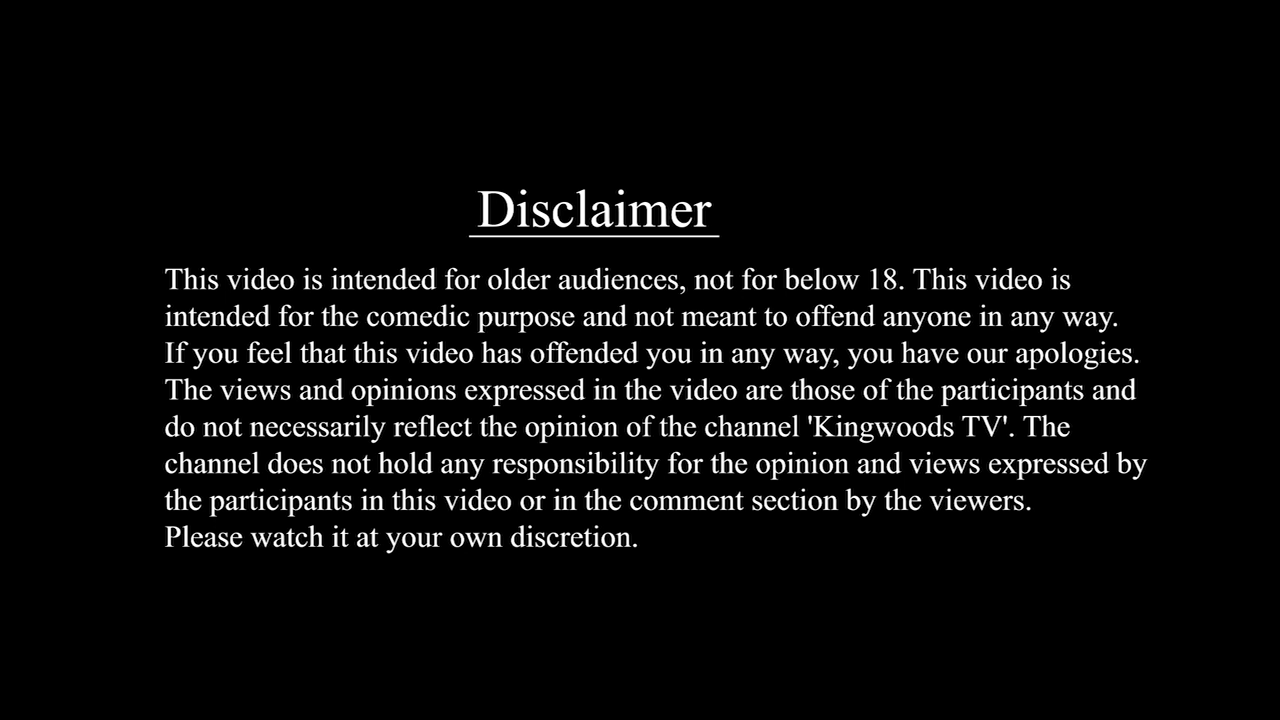 Disclaimer
This video is intended for older audiences, not for below 18. This video is
intended for the comedic purpose and not meant to offend anyone in any way.
If you feel that this video has offended you in any way, you have our apologies.
The views and opinions expressed in the video are those of the participants and
do not necessarily reflect the opinion of the channel 'Kingwoods TV'. The
channel does not hold any responsibility for the opinion and views expressed by
the participants in this video or in the comment section by the viewers.
Please watch it at your own discretion.